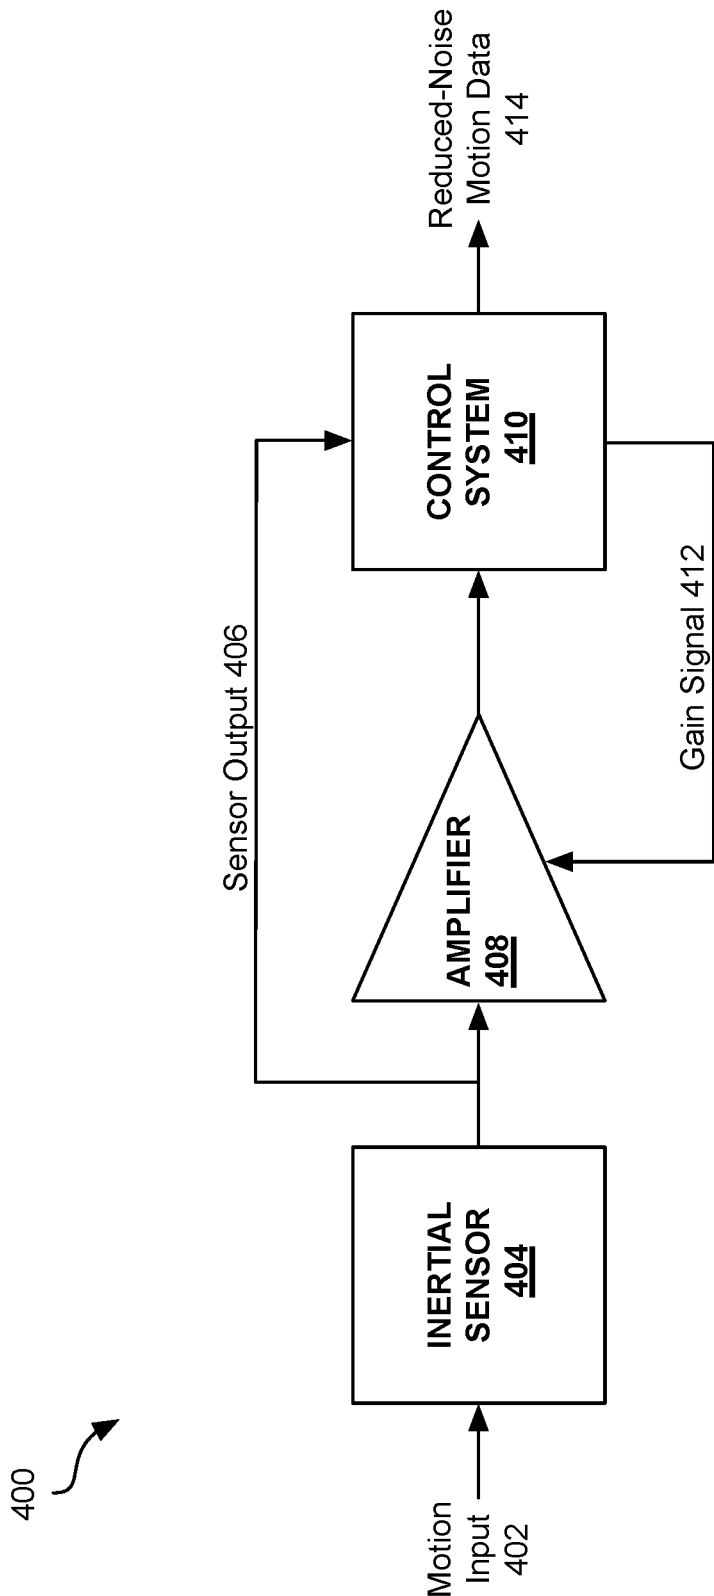 400
Motion
Input
402
INERTIAL
SENSOR
404
Sensor Output 406
AMPLIFIER
408
CONTROL
SYSTEM
410
Gain Signal 412
Reduced-Noise
Motion Data
414